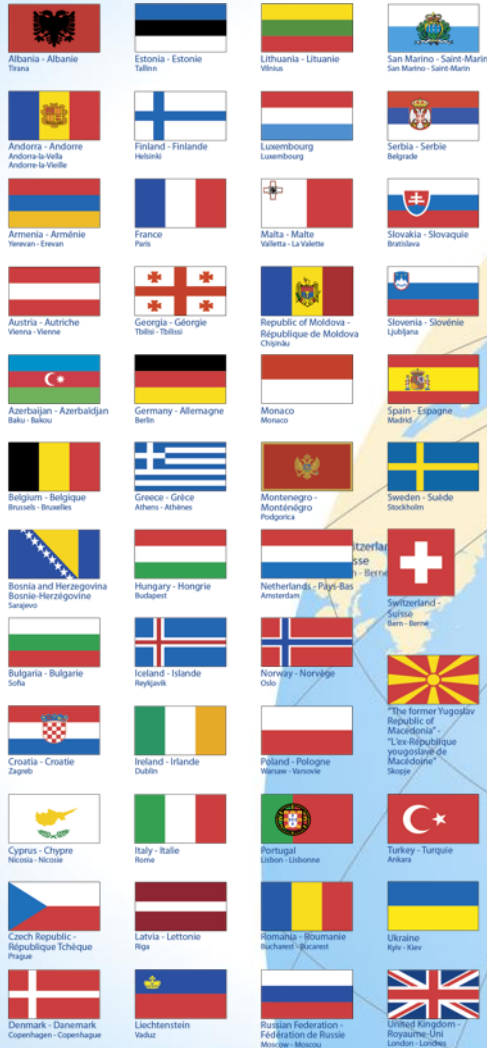 Albania - Albanie
Tirana
Andorra - Andorre
Andorra-la-Vella
Andorre-la-Vieille
Armenia - Arménie
Yerevan - Erevan
Austria - Autriche
Vienna - Vienne
Azerbaijan - Azerbaïdjan
Baku - Bakou
Belgium - Belgique
Brussels - Bruxelles
Bosnia and Herzegovina
Bosnie-Herzégovine
Sarajevo
Bulgaria - Bulgarie
Sofia
Croatia - Croatie
Zagreb
Cyprus - Chypre
Nicosia - Nicosie
Czech Republic -
République Tchèque
Prague
Denmark - Danemark
Copenhagen - Copenhague
Estonia - Estonie
Tallinn
Finland - Finlande
Helsinki
France
Paris
Georgia - Géorgie
Tbilisi - Tbilissi
Germany - Allemagne
Berlin
Greece - Grèce
Athens - Athènes
Hungary - Hongrie
Budapest
Iceland - Islande
Reykjavik
Ireland - Irlande
Dublin
Italy - Italie
Rome
Latvia - Lettonie
Riga
Liechtenstein
Vaduz
Lithuania - Lituanie
Vilnius
Luxembourg
Luxembourg
Malta - Malte
Valletta - La Valette
Republic of Moldova -
République de Moldova
Chişinău
Monaco
Monaco
Montenegro -
Monténégro
Podgorica
Netherlands - Pays-Bas
Amsterdam
Norway - Norvège
Oslo
Poland - Pologne
Warsaw - Varsovie
Portugal
Lisbon - Lisbonne
Romania - Roumanie
Bucharest - Bucarest
Russian Federation -
Fédération de Russie
Moscow - Moscou
San Marino - Saint-Marin
San Marino - Saint-Marin
Serbia - Serbie
Belgrade
Slovakia - Slovaquie
Bratislava
Slovenia - Slovénie
Ljubljana
Spain - Espagne
Madrid
Sweden - Suède
Stockholm
Switzerland -
Suisse
Bern - Berne
"The former Yugoslav
Republic of
Macedonia" -
"L'ex-République
yougoslave de
Macédoine"
Skopje
Turkey - Turquie
Ankara
Ukraine
Kyiv - Kiev
United Kingdom -
Royaume-Uni
London - Londres